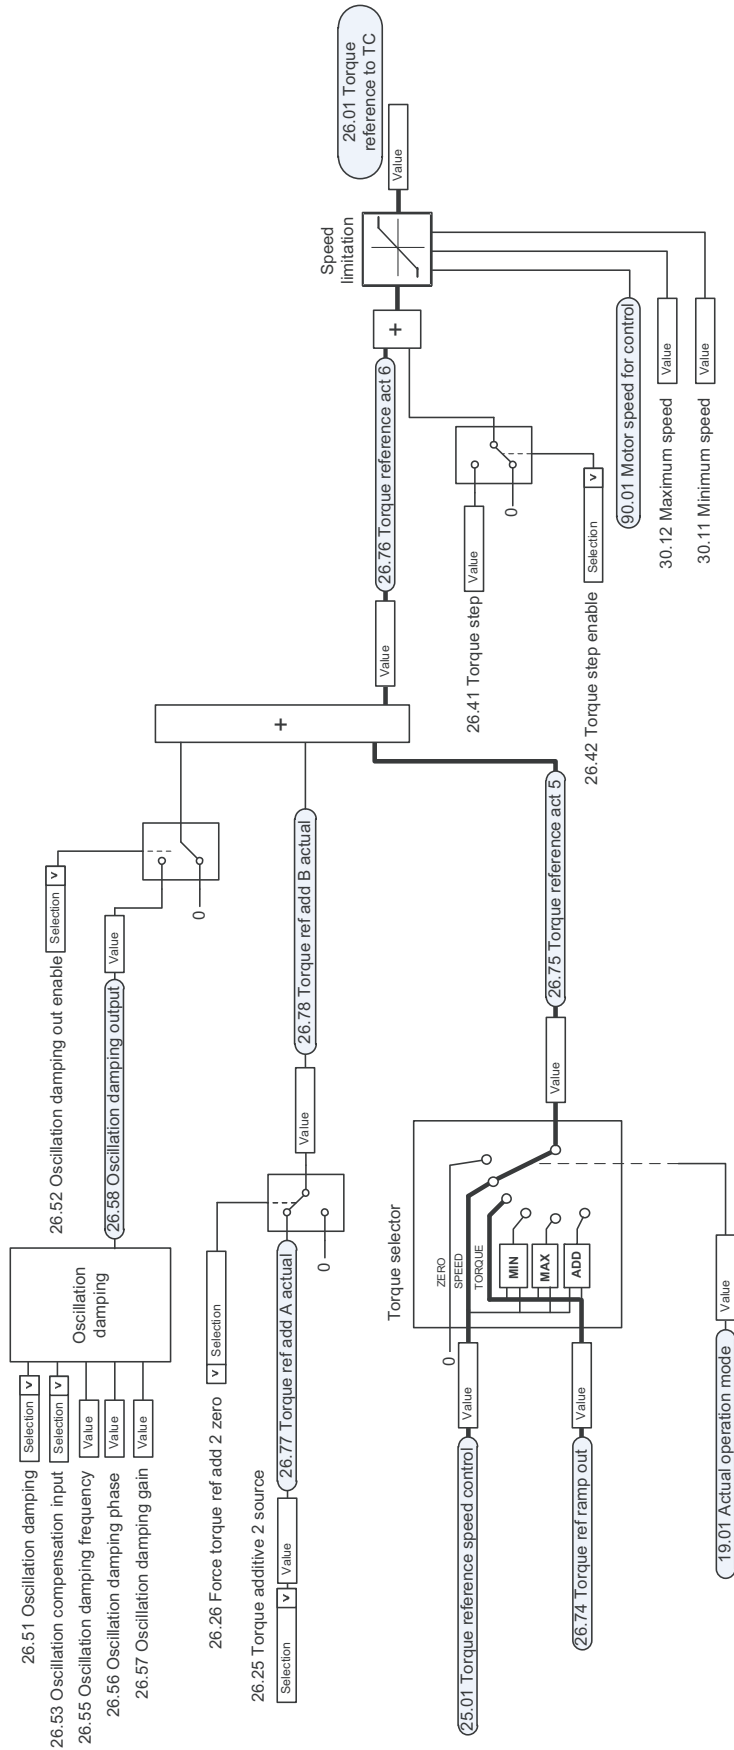 26.51 Oscillation damping
Selection
v
26.53 Oscillation compensation input
Selection
v
26.55 Oscillation damping frequency
Value
26.56 Oscillation damping phase
Value
26.57 Oscillation damping gain
Value
Oscillation
damping
26.58 Oscillation damping output
Value
26.52 Oscillation damping out enable
Selection
v
0
26.26 Force torque ref add 2 zero
v
Selection
26.25 Torque additive 2 source
Selection
v
Value
26.77 Torque ref add A actual
0
Value
26.78 Torque ref add B actual
+
Torque selector
0
ZERO
SPEED
TORQUE
MIN
MAX
ADD
25.01 Torque reference speed control
Value
26.74 Torque ref ramp out
Value
19.01 Actual operation mode
Value
Value
26.75 Torque reference act 5
Value
26.76 Torque reference act 6
+
26.41 Torque step
Value
0
26.42 Torque step enable
Selection
v
Speed
limitation
90.01 Motor speed for control
30.12 Maximum speed
Value
30.11 Minimum speed
Value
Value
26.01 Torque
reference to TC